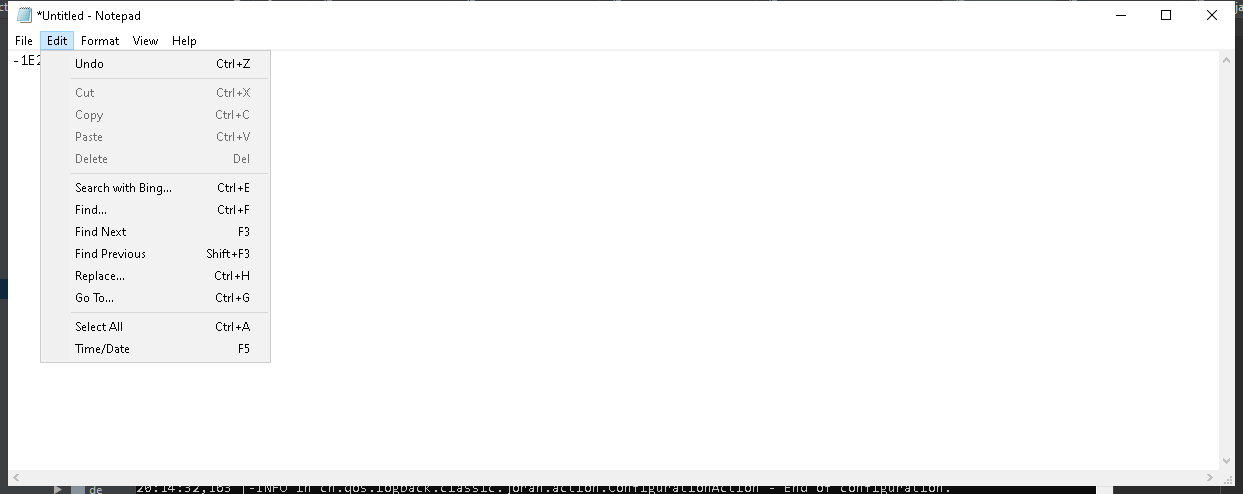 *Untitled - Notepad
File Edit Format View Help
-1E2
Undo Ctrl+Z
Cut Ctrl+X
Copy Ctrl+C
Paste Ctrl+V
Delete Del
Search with Bing... Ctrl+E
Find... Ctrl+F
Find Next F3
Find Previous Shift+F3
Replace... Ctrl+H
Go To... Ctrl+G
Select All Ctrl+A
Time/Date F5
de 20:14:32,163 |-INFO in ch.qos.logback.classic.joran.action.ConfigurationAction - End of configuration.